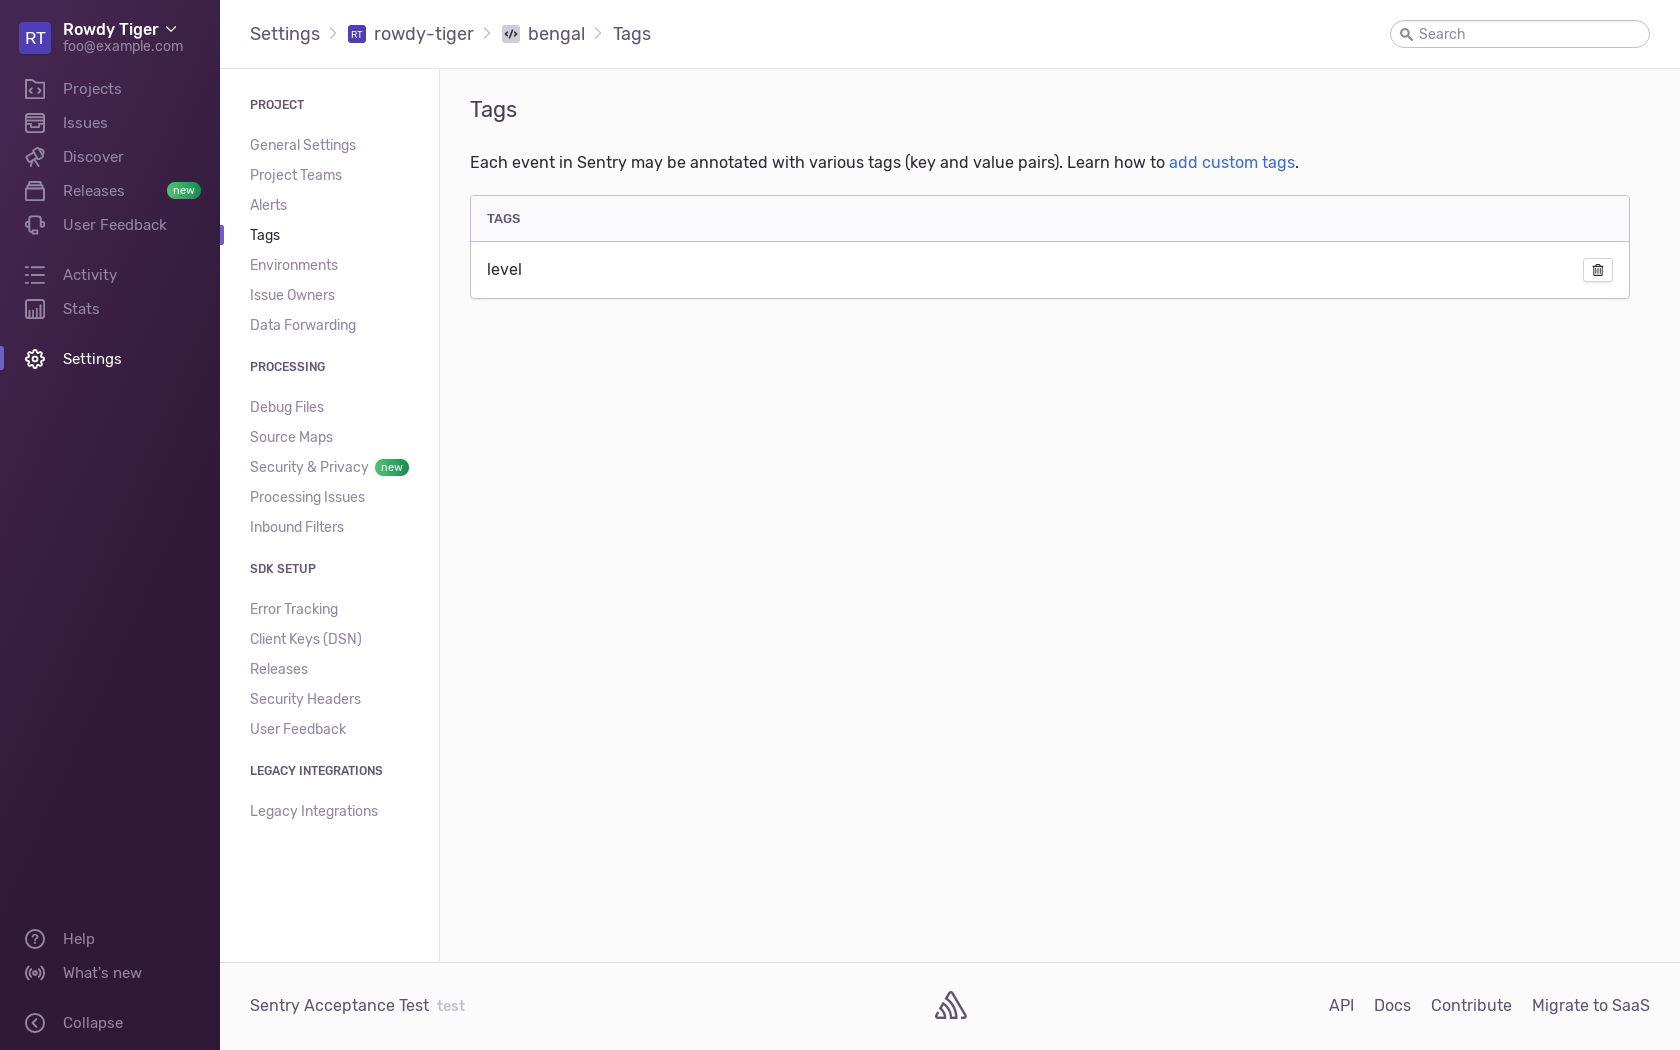 RT
Rowdy Tiger
foo@example.com
Projects
Issues
Discover
Releases new
User Feedback
Activity
Stats
Settings
Help
What's new
Collapse
Settings RT rowdy-tiger bengal Tags
Search
PROJECT
General Settings
Project Teams
Alerts
Tags
Environments
Issue Owners
Data Forwarding
PROCESSING
Debug Files
Source Maps
Security & Privacy new
Processing Issues
Inbound Filters
SDK SETUP
Error Tracking
Client Keys (DSN)
Releases
Security Headers
User Feedback
LEGACY INTEGRATIONS
Legacy Integrations
Tags
Each event in Sentry may be annotated with various tags (key and value pairs). Learn how to add custom tags.
TAGS
level
Sentry Acceptance Test test
API Docs Contribute Migrate to SaaS